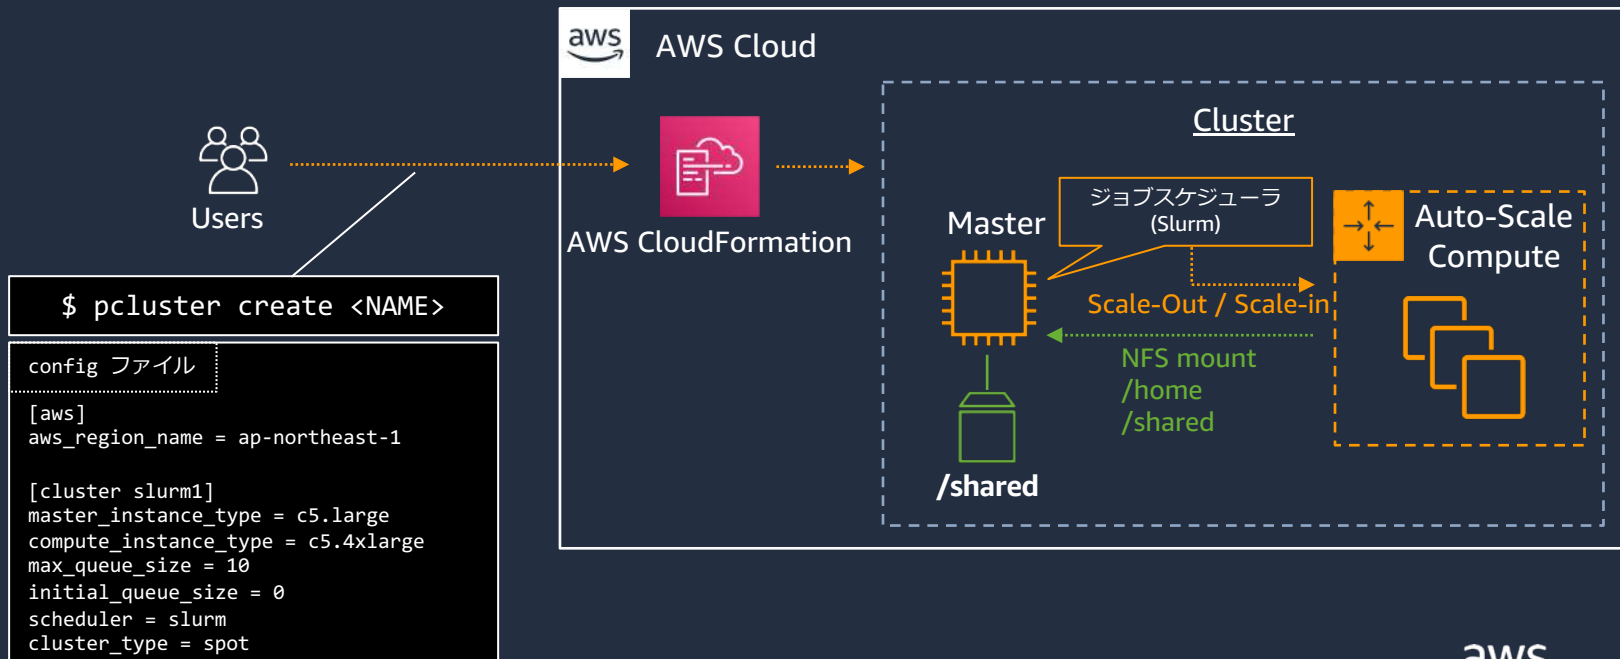 aws
AWS Cloud
Cluster
Users
AWS CloudFormation
Master
ジョブスケジューラ
(Slurm)
Auto-Scale
Compute
Scale-Out / Scale-in
NFS mount
/home
/shared
/shared
$ pcluster create <NAME>
config ファイル
[aws]
aws_region_name = ap-northeast-1
[cluster slurm1]
master_instance_type = c5.large
compute_instance_type = c5.4xlarge
max_queue_size = 10
initial_queue_size = 0
scheduler = slurm
cluster_type = spot
aws